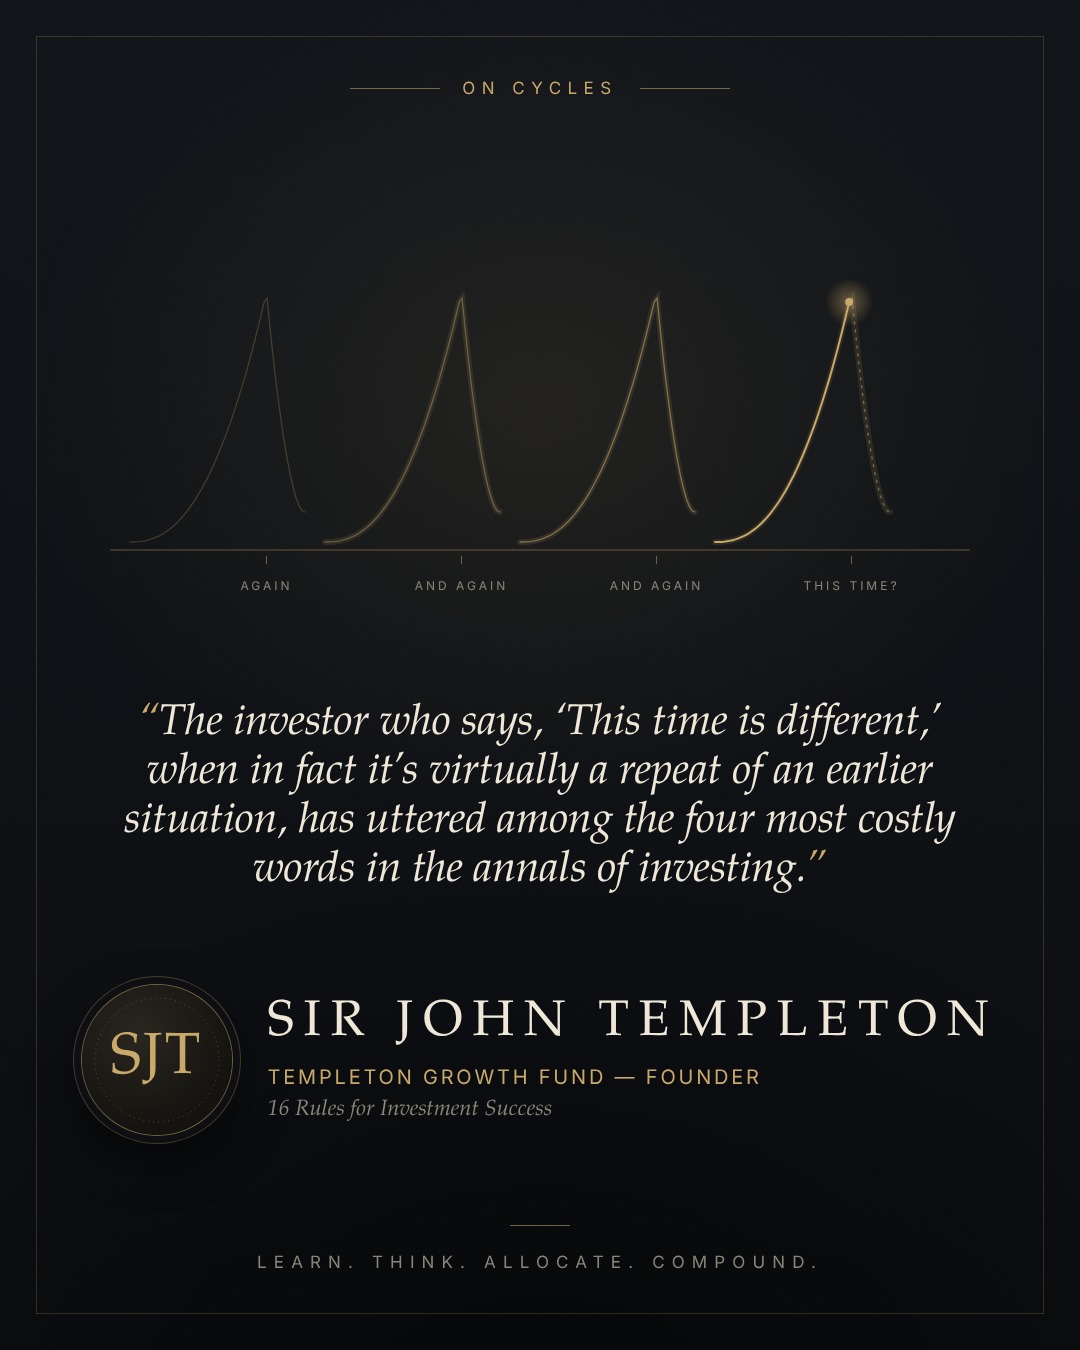 ON CYCLES
AGAIN
AND AGAIN
AND AGAIN
THIS TIME?
“The investor who says, ‘This time is different,’
when in fact it’s virtually a repeat of an earlier
situation, has uttered among the four most costly
words in the annals of investing.”
SJT
SIR JOHN TEMPLETON
TEMPLETON GROWTH FUND — FOUNDER
16 Rules for Investment Success
LEARN. THINK. ALLOCATE. COMPOUND.